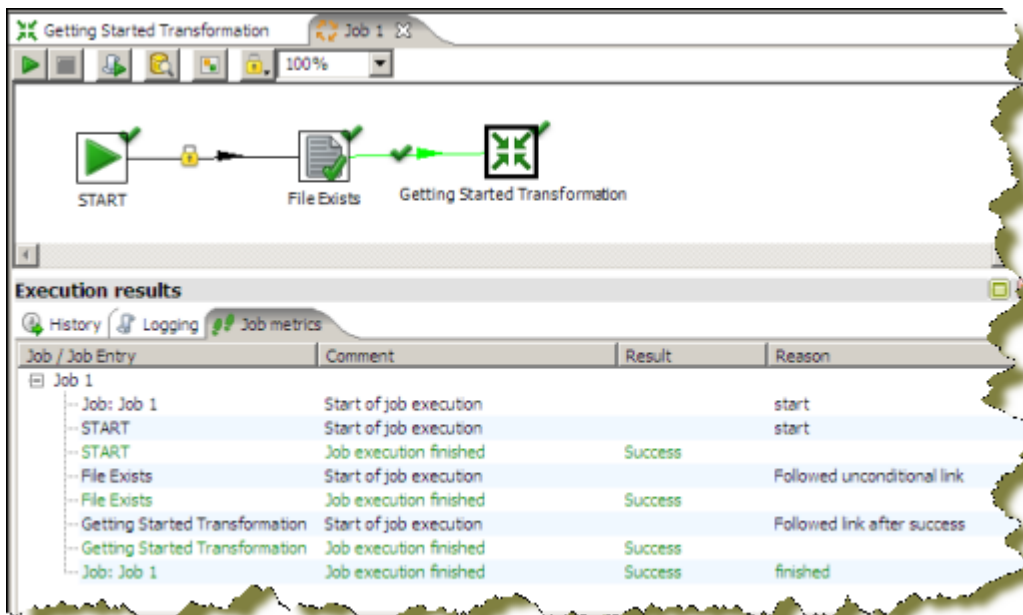 Getting Started Transformation Job 1
100%
START File Exists Getting Started Transformation
Execution results
History Logging Job metrics
Job / Job Entry Comment Result Reason
Job 1
Job: Job 1 Start of job execution start
START Start of job execution start
START Job execution finished Success
File Exists Start of job execution Followed unconditional link
File Exists Job execution finished Success
Getting Started Transformation Start of job execution Followed link after success
Getting Started Transformation Job execution finished Success
Job: Job 1 Job execution finished Success finished